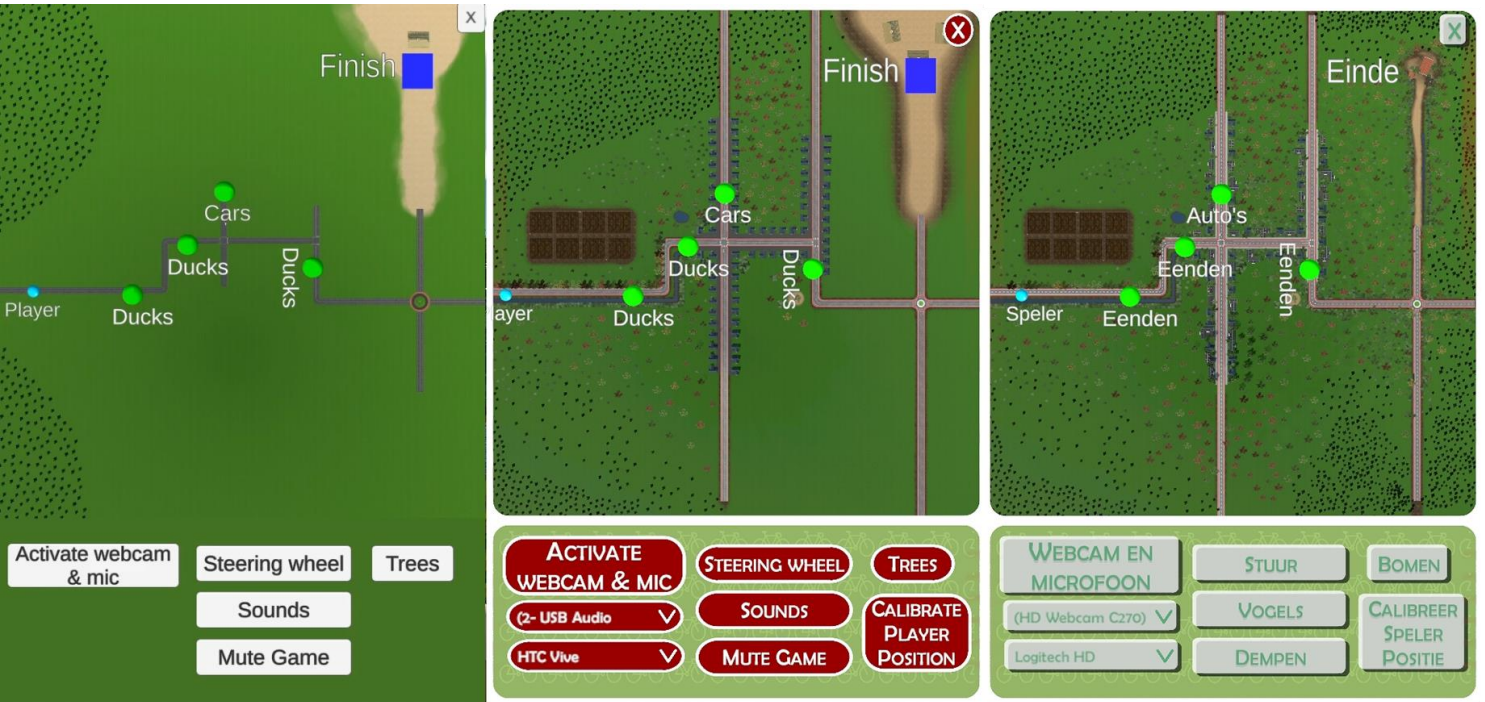 X
Finish
Cars
Ducks
Ducks
Player
Ducks
Activate webcam
& mic
Steering wheel
Trees
Sounds
Mute Game
X
Finish
Cars
Ducks
Ducks
ayer
Ducks
ACTIVATE
WEBCAM & MIC
STEERING WHEEL
TREES
(2- USB Audio
SOUNDS
CALIBRATE
PLAYER
POSITION
HTC Vive
MUTE GAME
X
Einde
Auto's
Eenden
Eenden
Speler
Eenden
WEBCAM EN
MICROFOON
STUUR
BOMEN
(HD Webcam C270)
VOGELS
CALIBREER
SPELER
POSITIE
Logitech HD
DEMPEN